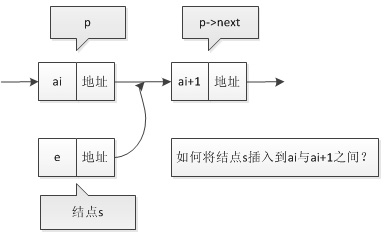 p
p->next
ai 地址
ai+1 地址
e 地址
如何将结点s插入到ai与ai+1之间？
结点s